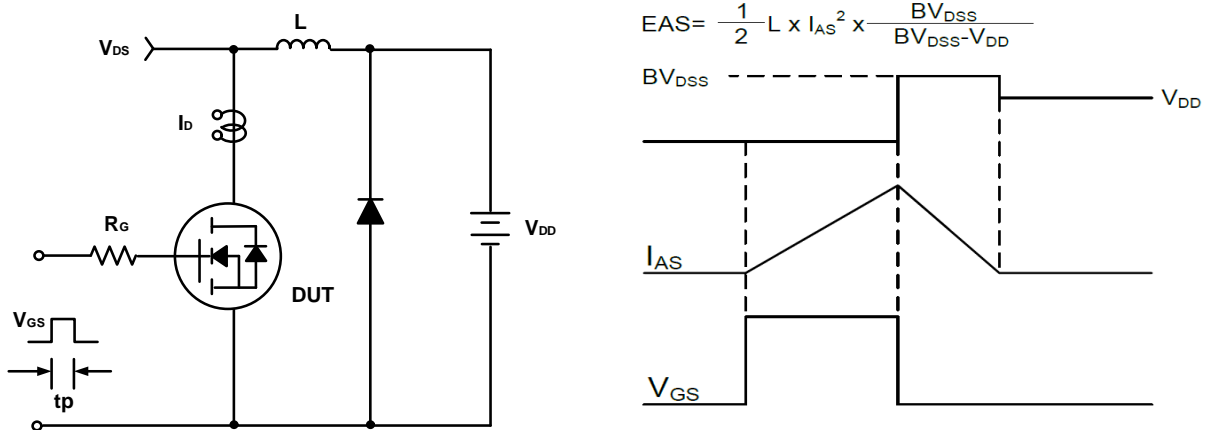 L
VDS
ID
RG
VDD
DUT
VGS
tp
EAS= 1/2 L x IAS² x BVDSS/BVDSS-VDD
BVDSS
VDD
IAS
VGS